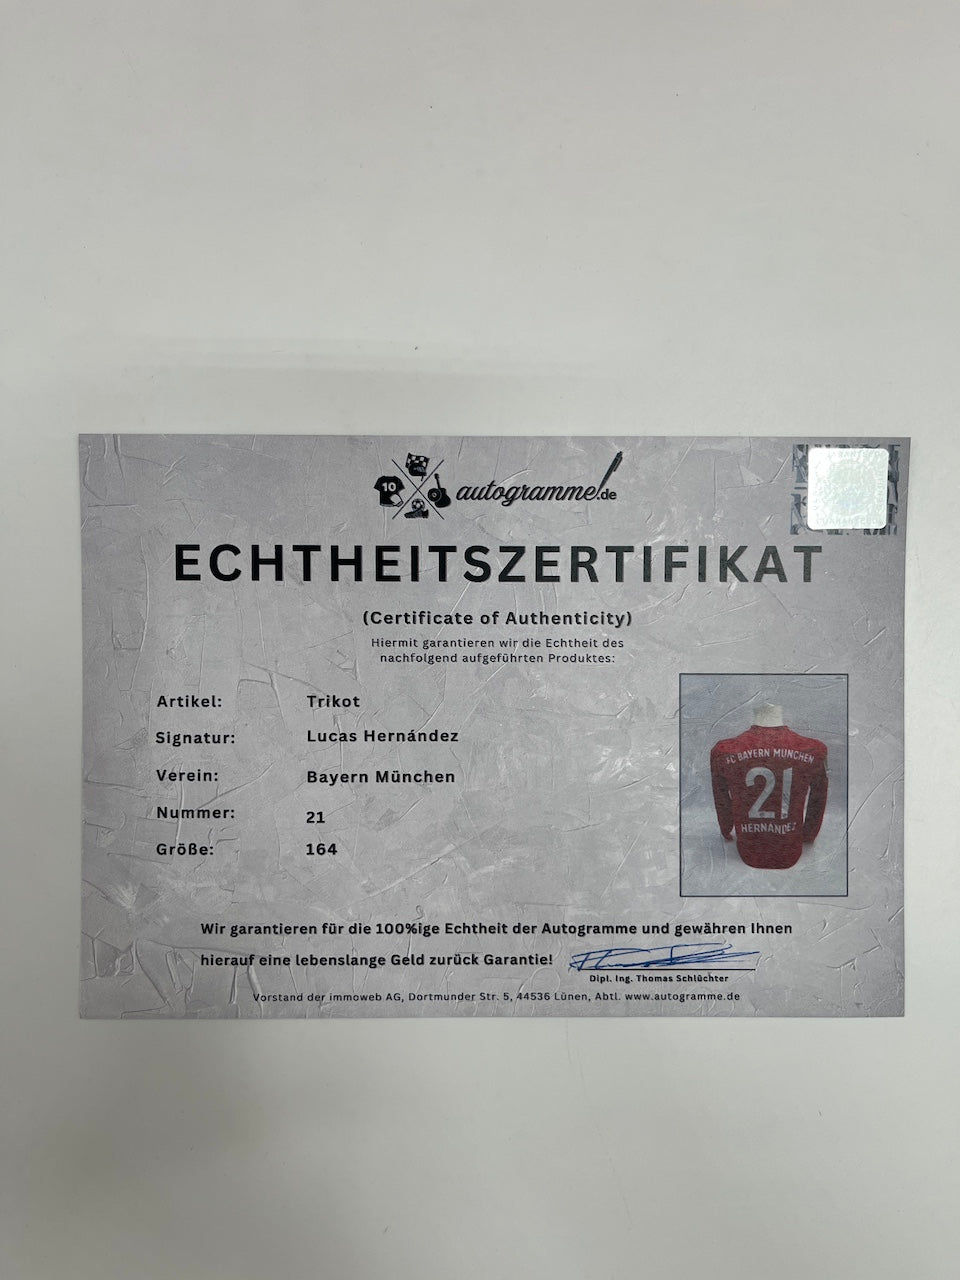 10
autogramme!.de
ECHTHEITSZERTIFIKAT
(Certificate of Authenticity)
Hiermit garantieren wir die Echtheit des
nachfolgend aufgeführten Produktes:
Artikel: Trikot
Signatur: Lucas Hernández
Verein: Bayern München
Nummer: 21
Größe: 164
FC BAYERN MÜNCHEN
21
HERNÁNDEZ
Wir garantieren für die 100%ige Echtheit der Autogramme und gewähren Ihnen
hierauf eine lebenslange Geld zurück Garantie!
Dipl. Ing. Thomas Schlüchter
Vorstand der immoweb AG, Dortmunder Str. 5, 44536 Lünen, Abtl. www.autogramme.de